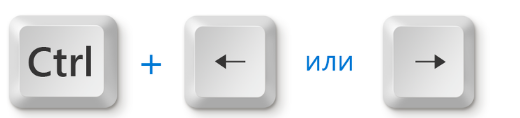 Ctrl + ← или →